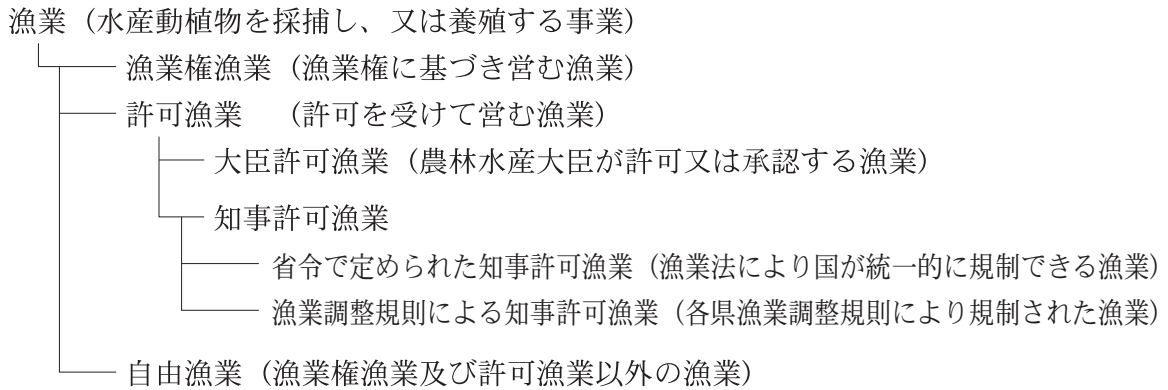 漁業（水産動植物を採捕し、又は養殖する事業）
漁業権漁業（漁業権に基づき営む漁業）
許可漁業　（許可を受けて営む漁業）
大臣許可漁業（農林水産大臣が許可又は承認する漁業）
知事許可漁業
省令で定められた知事許可漁業（漁業法により国が統一的に規制できる漁業）
漁業調整規則による知事許可漁業（各県漁業調整規則により規制された漁業）
自由漁業（漁業権漁業及び許可漁業以外の漁業）